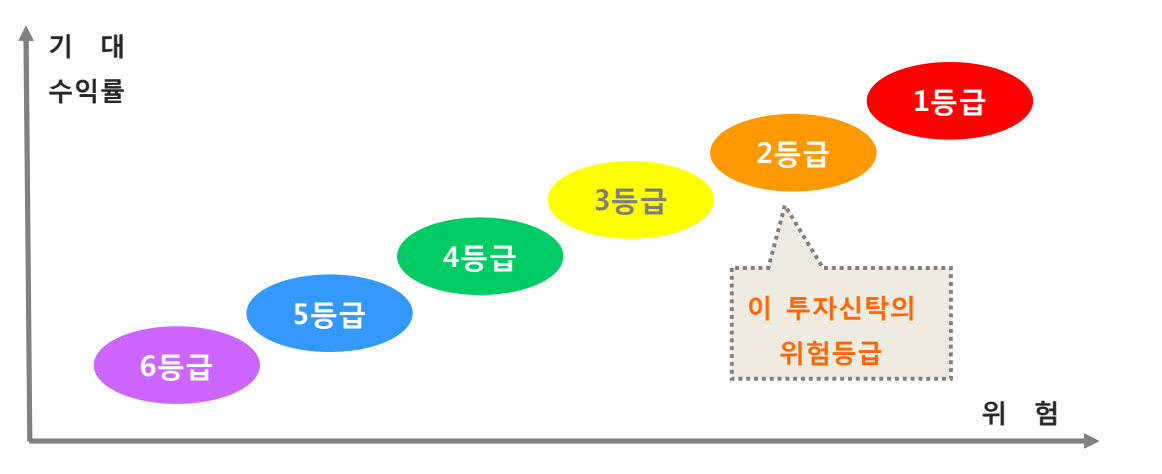 기 대
수익률
1등급
2등급
3등급
4등급
5등급
6등급
이 투자신탁의
위험등급
위 험